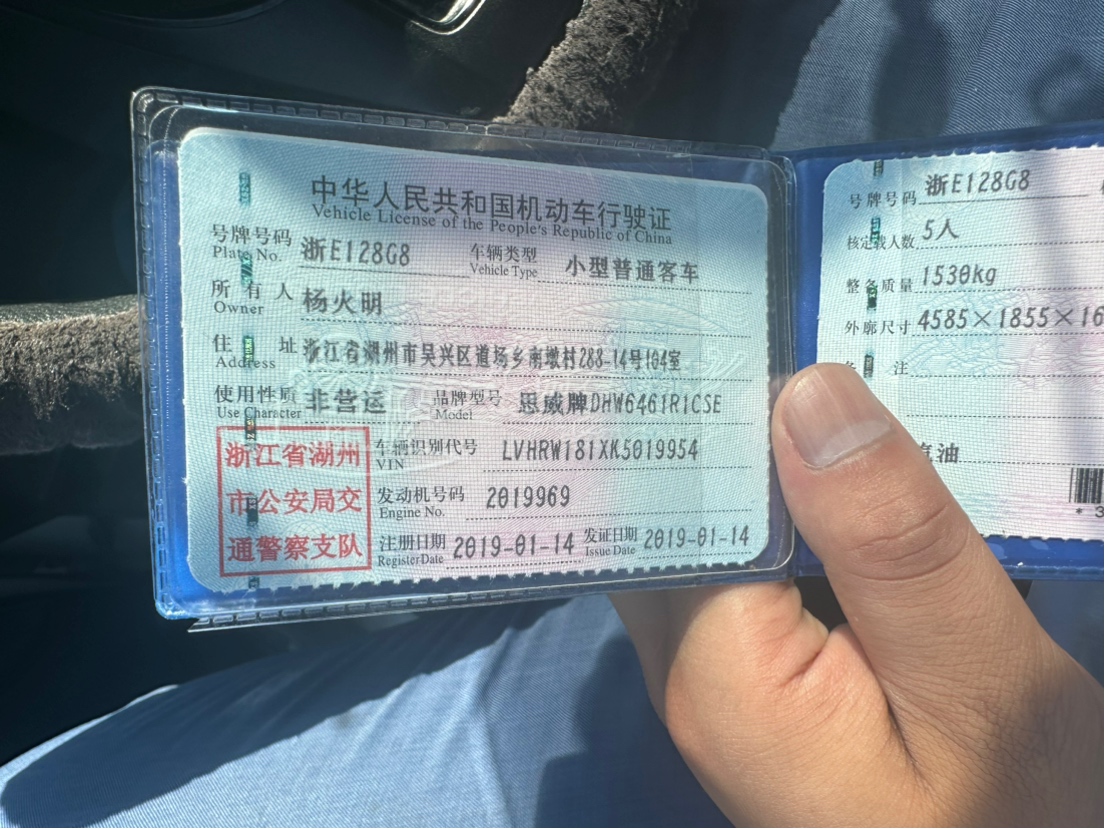 中华人民共和国机动车行驶证
Vehicle License of the People's Republic of China
号牌号码 浙E128G8 车辆类型 小型普通客车
Plate No. Vehicle Type
所有人 杨火明
Owner
住址 浙江省湖州市吴兴区道场乡南墩村288-14号104室
Address
使用性质 非营运 品牌型号 思威牌DHW6461R1CSE
Use Character Model
浙江省湖州
市公安局交
通警察支队
车辆识别代号 LVHRW181XK5019954
VIN
发动机号码 2019969
Engine No.
注册日期 2019-01-14 发证日期 2019-01-14
Register Date Issue Date
号牌号码 浙E128G8
核定载人数 5人
整备质量 1530kg
外廓尺寸 4585×1855×16
备注
汽油
* 3